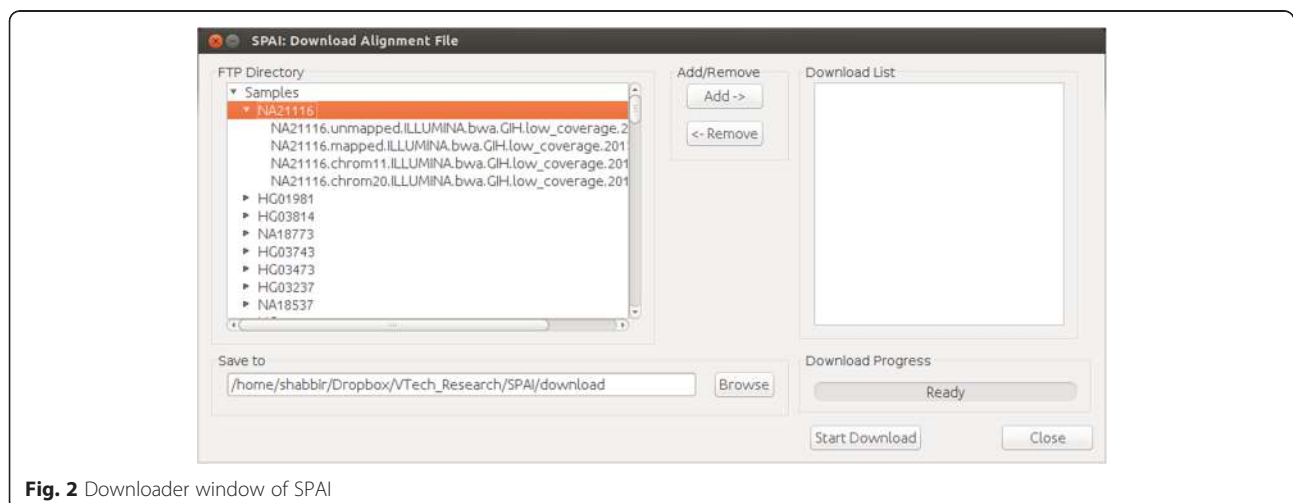 SPAI: Download Alignment File
FTP Directory
Samples
NA21116
NA21116.unmapped.ILLUMINA.bwa.GIH.low_coverage.2
NA21116.mapped.ILLUMINA.bwa.GIH.low_coverage.201
NA21116.chrom11.ILLUMINA.bwa.GIH.low_coverage.201
NA21116.chrom20.ILLUMINA.bwa.GIH.low_coverage.201
HG01981
HG03814
NA18773
HG03743
HG03473
HG03237
NA18537
Add/Remove
Add ->
<- Remove
Download List
Save to
/home/shabbir/Dropbox/VTech_Research/SPAI/download
Browse
Download Progress
Ready
Start Download
Close
Fig. 2 Downloader window of SPAI